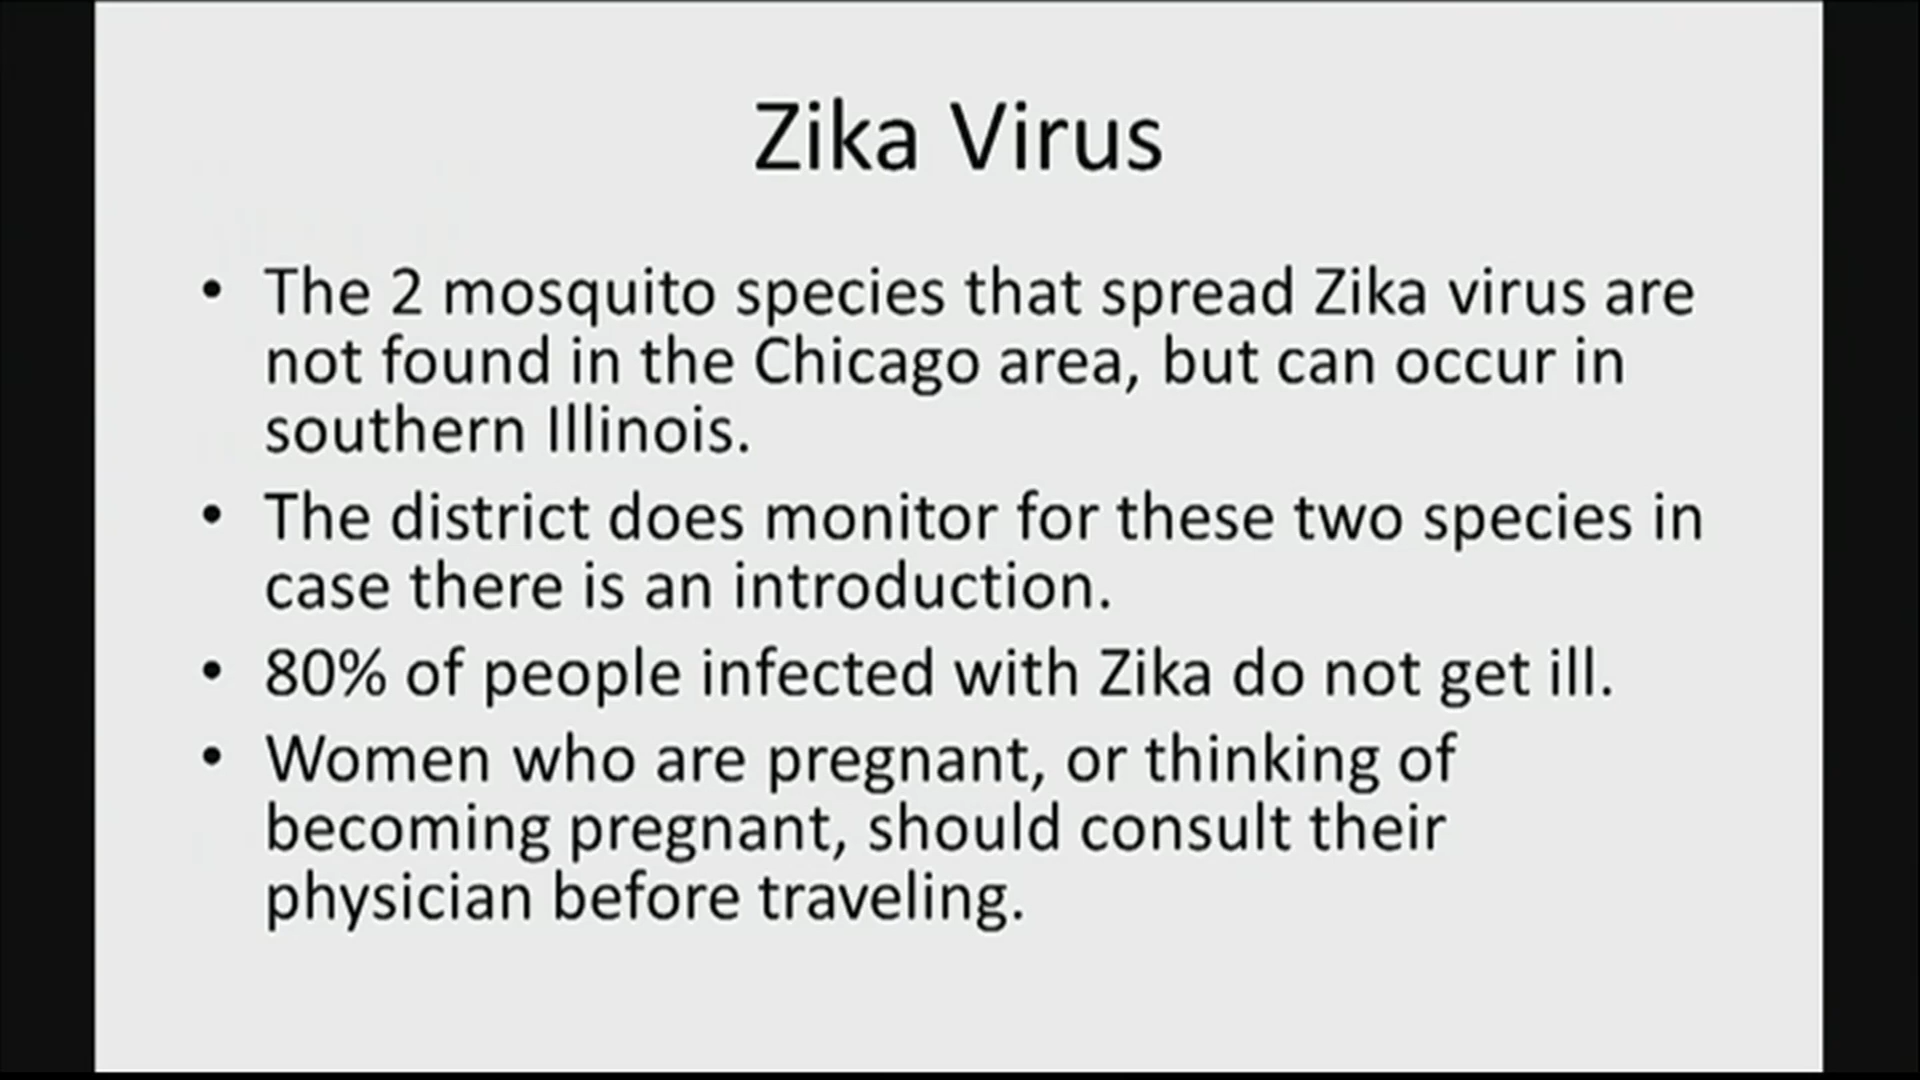 Zika Virus
• The 2 mosquito species that spread Zika virus are
not found in the Chicago area, but can occur in
southern Illinois.
• The district does monitor for these two species in
case there is an introduction.
• 80% of people infected with Zika do not get ill.
• Women who are pregnant, or thinking of
becoming pregnant, should consult their
physician before traveling.